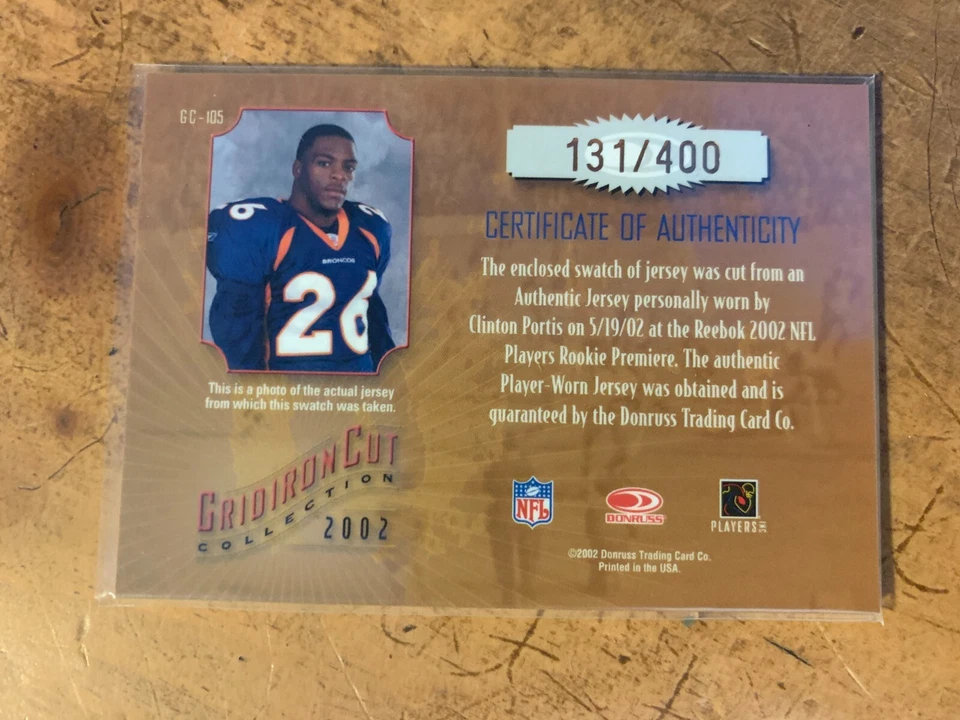 GC-105
26
2
BRONCOS
26
This is a photo of the actual jersey
from which this swatch was taken.
GRIDIRON CUT
COLLECTION
2002
131/400
CERTIFICATE OF AUTHENTICITY
The enclosed swatch of jersey was cut from an
Authentic Jersey personally worn by
Clinton Portis on 5/19/02 at the Reebok 2002 NFL
Players Rookie Premiere. The authentic
Player-Worn Jersey was obtained and is
guaranteed by the Donruss Trading Card Co.
NFL
DONRUSS
PLAYERS INC
©2002 Donruss Trading Card Co.
Printed in the USA.